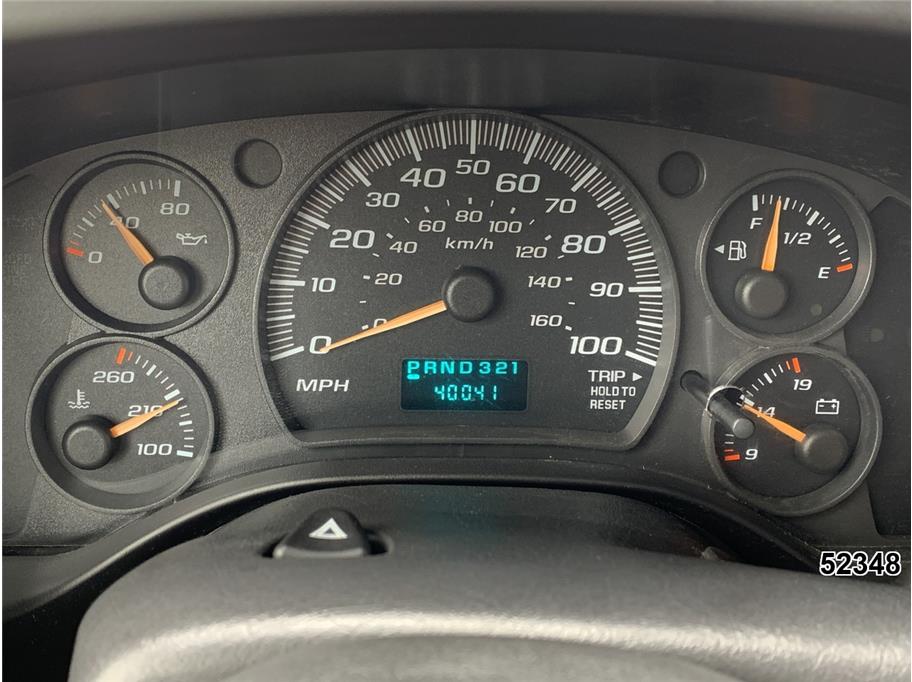 40 80
0
260
210
100
0 10 20 30 40 50 60 70 80 90 100
0 20 40 60 80 100 120 140 160
km/h
MPH
PRND321
40041
TRIP ►
HOLD TO
RESET
F 1/2 E
19
14
9
52348